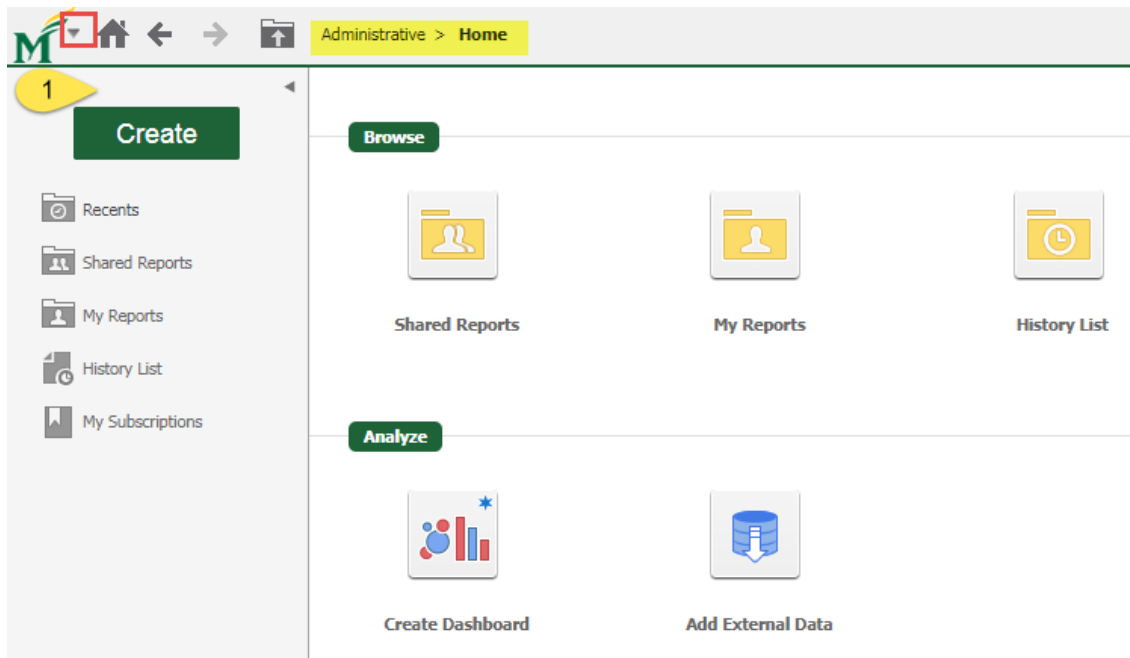 M
Administrative > Home
1
Create
Recents
Shared Reports
My Reports
History List
My Subscriptions
Browse
Shared Reports
My Reports
History List
Analyze
Create Dashboard
Add External Data